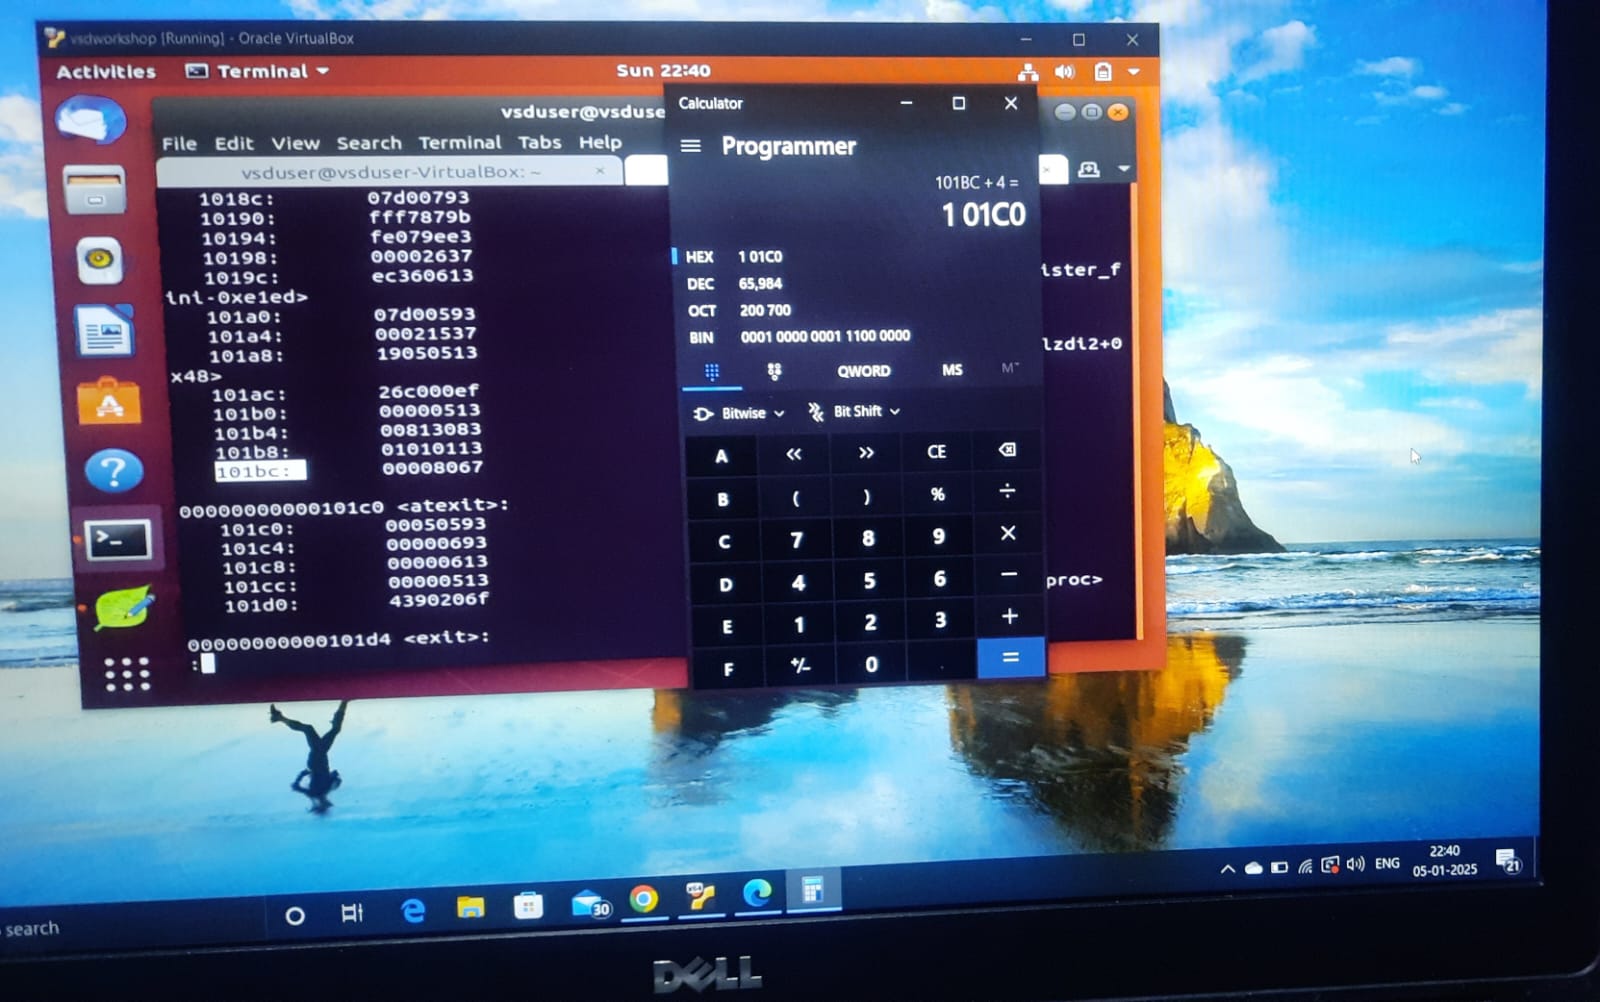 vsdworkshop [Running] - Oracle VirtualBox
Activities Terminal Sun 22:40
vsduser@vsduse
File Edit View Search Terminal Tabs Help
vsduser@vsduser-VirtualBox: ~ ×
1018c: 07d00793
10190: fff7879b
10194: fe079ee3
10198: 00002637
1019c: ec360613
ister_f
ini-0xe1ed>
101a0: 07d00593
101a4: 00021537
101a8: 19050513
lzdi2+0
x48>
101ac: 26c000ef
101b0: 00000513
101b4: 00813083
101b8: 01010113
101bc: 00008067
00000000000101c0 <atexit>:
101c0: 00050593
101c4: 00000693
101c8: 00000613
101cc: 00000513
101d0: 4390206f
proc>
00000000000101d4 <exit>:
:
Calculator
Programmer
101BC + 4 =
1 01C0
HEX 1 01C0
DEC 65,984
OCT 200 700
BIN 0001 0000 0001 1100 0000
QWORD MS M
Bitwise Bit Shift
A << >> CE
B ( ) % ÷
C 7 8 9 ×
D 4 5 6 −
E 1 2 3 +
F +/- 0 . =
search
30
x64
ENG
22:40
05-01-2025
21
DELL